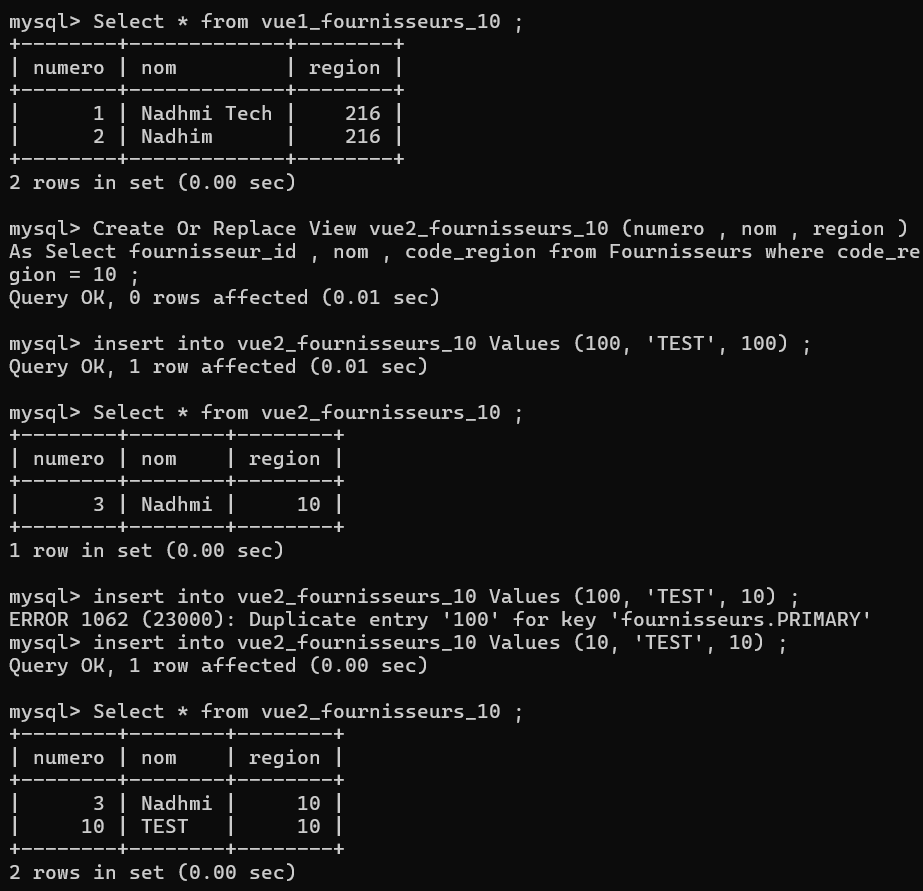 mysql> Select * from vue1_fournisseurs_10 ;
+--------+-------------+--------+
| numero | nom         | region |
+--------+-------------+--------+
|      1 | Nadhmi Tech |    216 |
|      2 | Nadhim      |    216 |
+--------+-------------+--------+
2 rows in set (0.00 sec)

mysql> Create Or Replace View vue2_fournisseurs_10 (numero , nom , region )
As Select fournisseur_id , nom , code_region from Fournisseurs where code_re
gion = 10 ;
Query OK, 0 rows affected (0.01 sec)

mysql> insert into vue2_fournisseurs_10 Values (100, 'TEST', 100) ;
Query OK, 1 row affected (0.01 sec)

mysql> Select * from vue2_fournisseurs_10 ;
+--------+--------+--------+
| numero | nom    | region |
+--------+--------+--------+
|      3 | Nadhmi |     10 |
+--------+--------+--------+
1 row in set (0.00 sec)

mysql> insert into vue2_fournisseurs_10 Values (100, 'TEST', 10) ;
ERROR 1062 (23000): Duplicate entry '100' for key 'fournisseurs.PRIMARY'
mysql> insert into vue2_fournisseurs_10 Values (10, 'TEST', 10) ;
Query OK, 1 row affected (0.00 sec)

mysql> Select * from vue2_fournisseurs_10 ;
+--------+--------+--------+
| numero | nom    | region |
+--------+--------+--------+
|      3 | Nadhmi |     10 |
|     10 | TEST   |     10 |
+--------+--------+--------+
2 rows in set (0.00 sec)